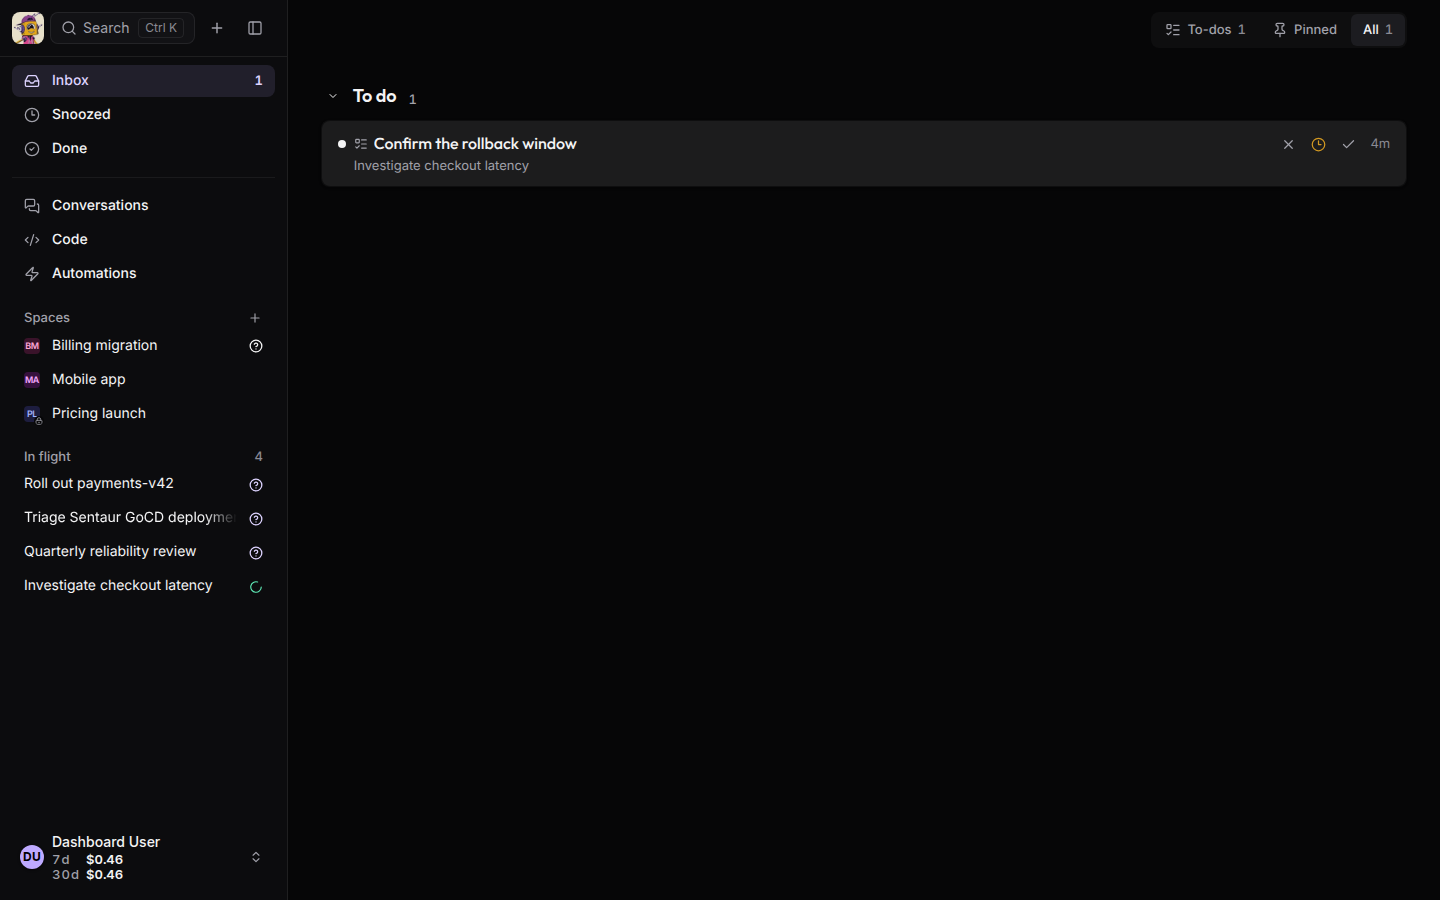 Search Ctrl K
Inbox 1
Snoozed
Done
Conversations
Code
Automations
Spaces
BM Billing migration
MA Mobile app
PL Pricing launch
In flight 4
Roll out payments-v42
Triage Sentaur GoCD deployme
Quarterly reliability review
Investigate checkout latency
DU Dashboard User
7d $0.46
30d $0.46
To-dos 1 Pinned All 1
To do 1
Confirm the rollback window 4m
Investigate checkout latency